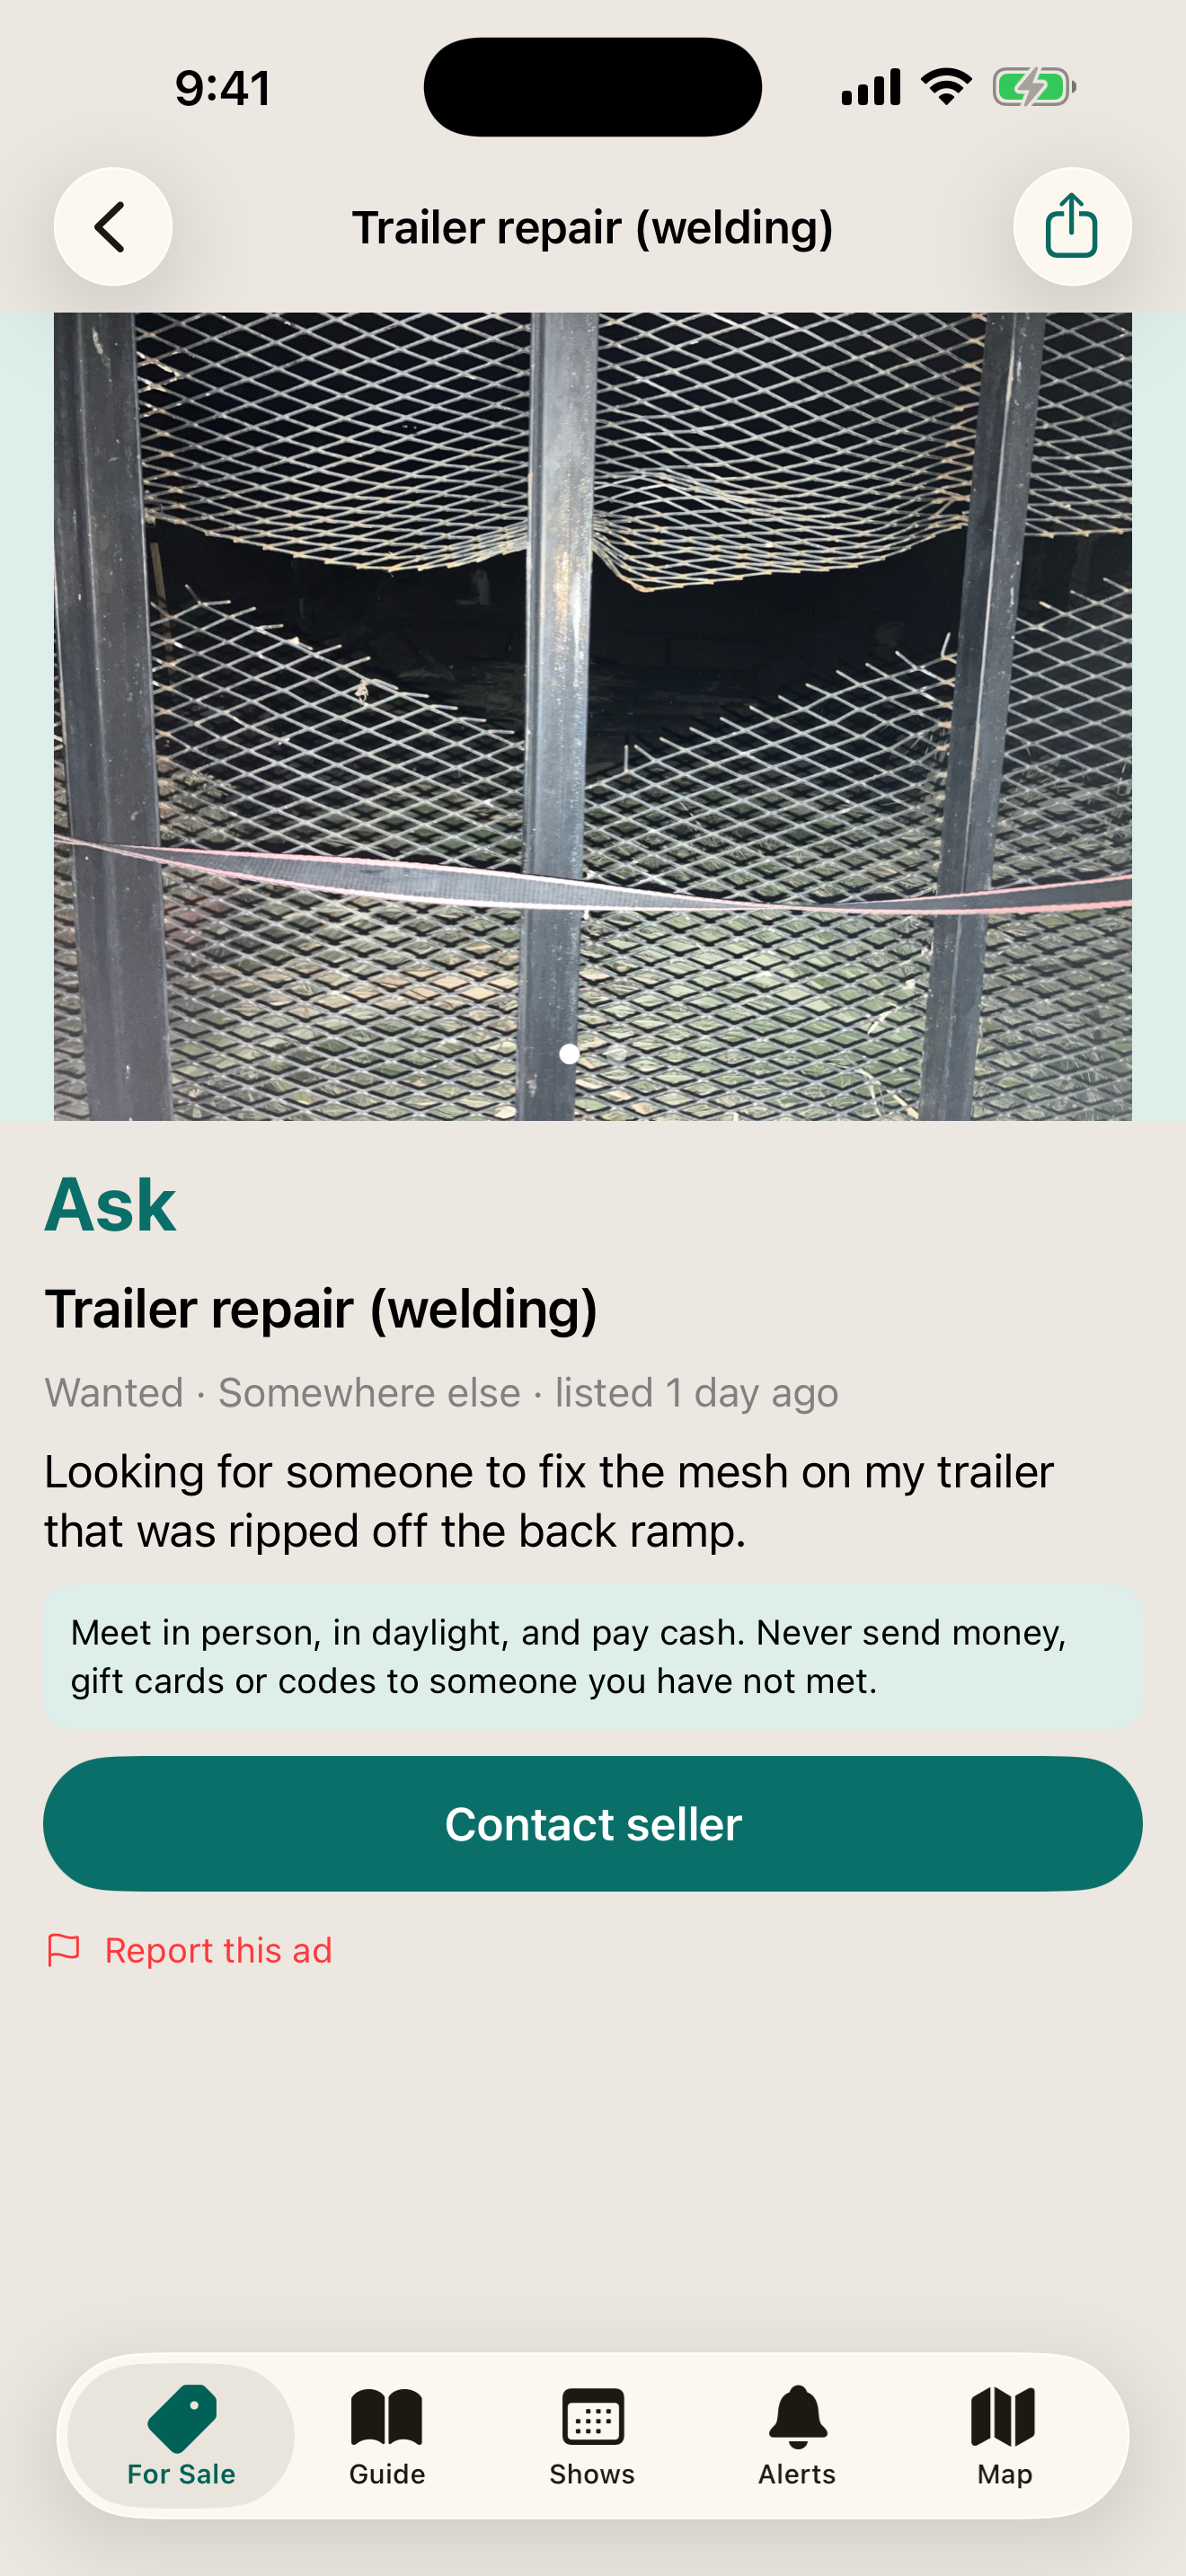 9:41
Trailer repair (welding)
Ask
Trailer repair (welding)
Wanted · Somewhere else · listed 1 day ago
Looking for someone to fix the mesh on my trailer
that was ripped off the back ramp.
Meet in person, in daylight, and pay cash. Never send money,
gift cards or codes to someone you have not met.
Contact seller
Report this ad
For Sale
Guide
Shows
Alerts
Map